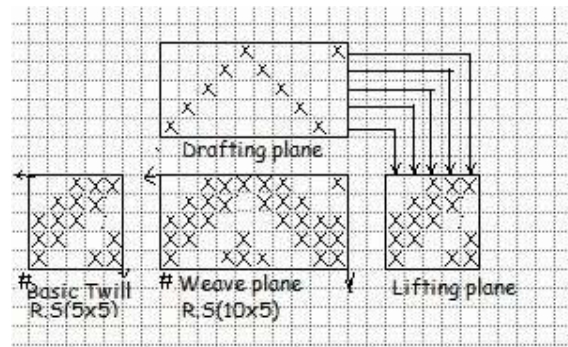 Drafting plane
# Basic Twill
R.S(5x5)
# Weave plane
R.S(10x5)
Lifting plane